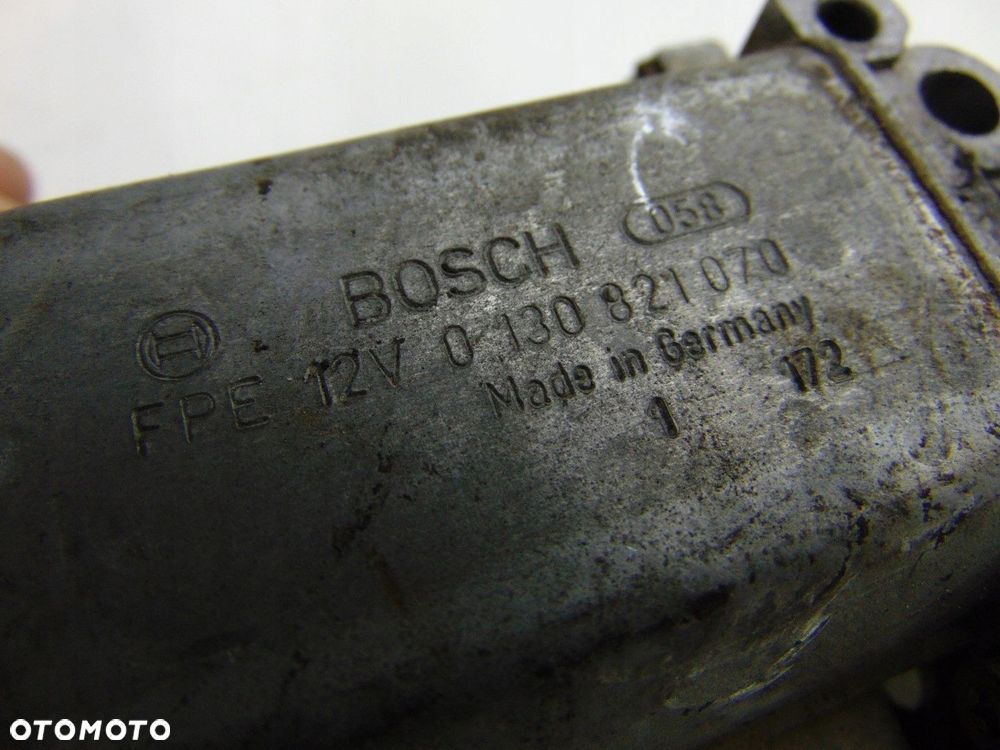 BOSCH 058
FPE 12V 0 130 821 070
Made in Germany
1 172
OTOMOTO